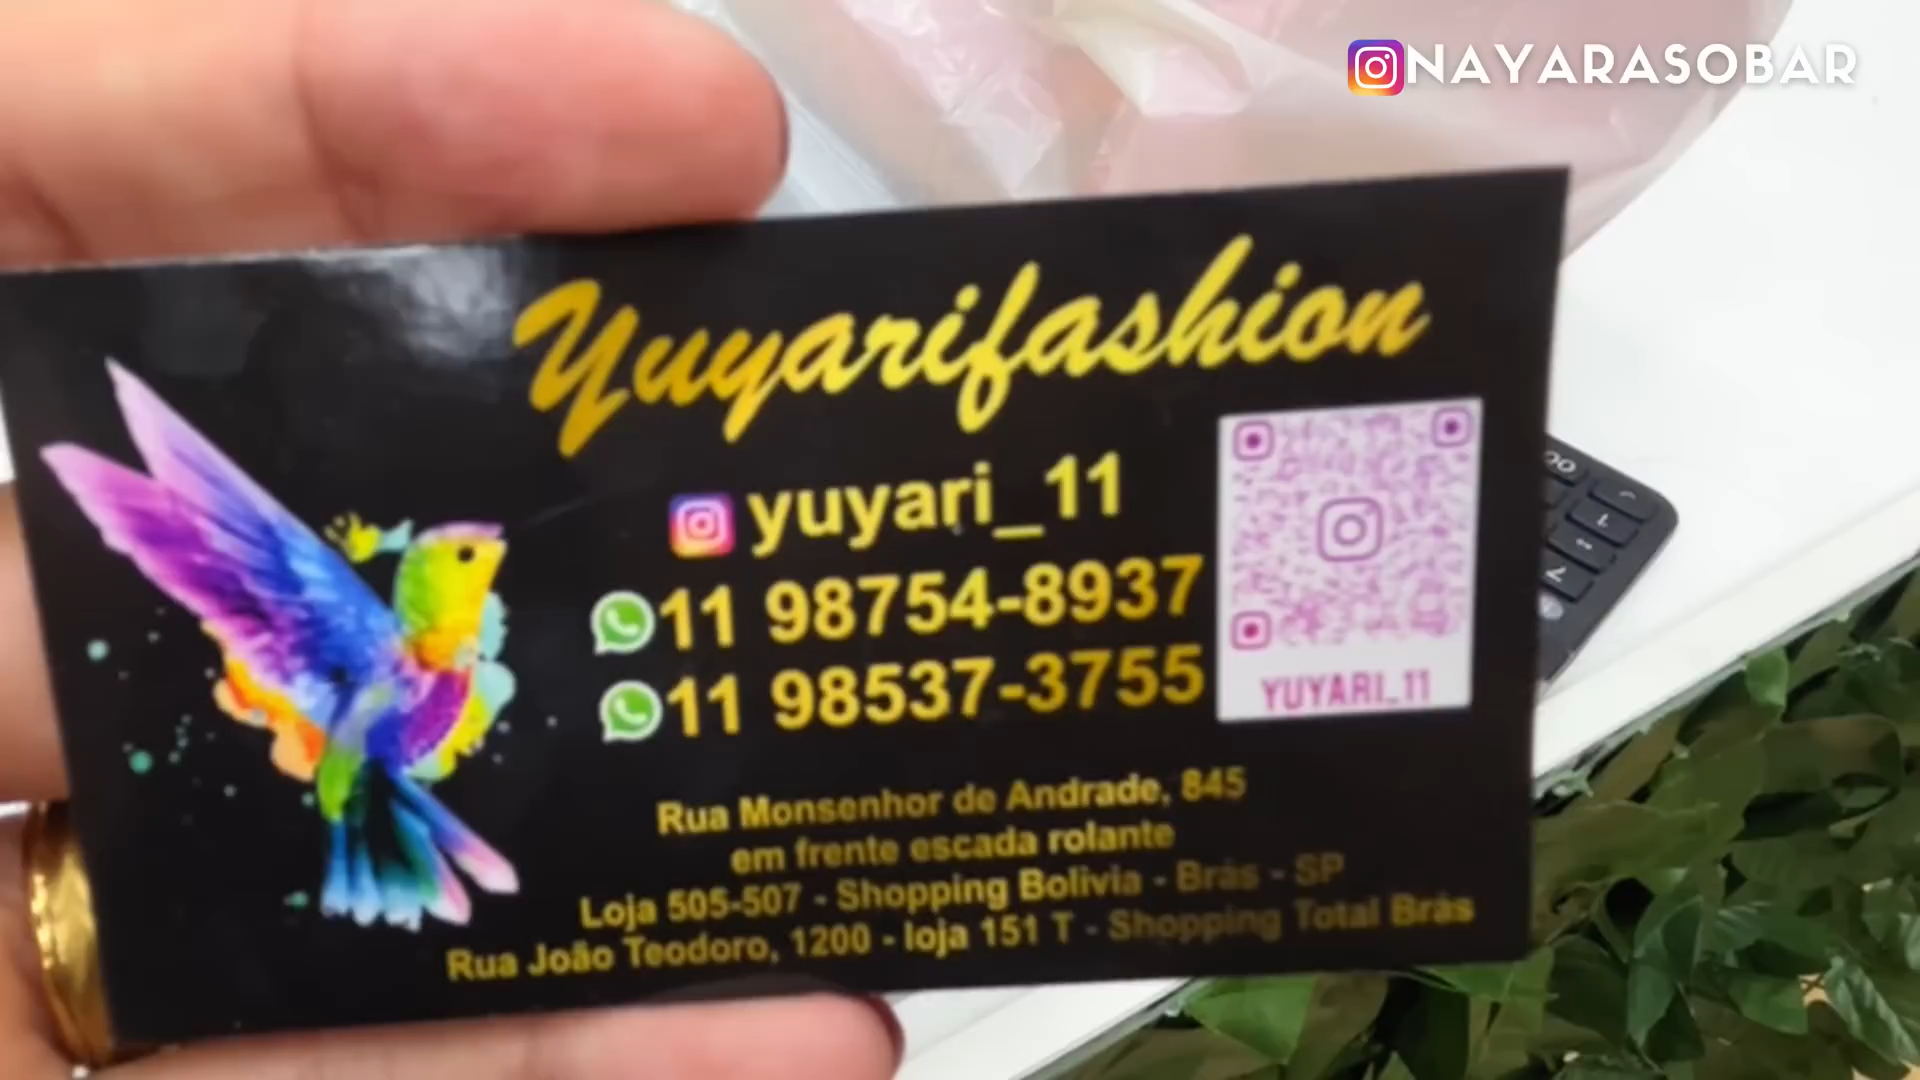 NAYARASOBAR
Yuyarifashion
yuyari_11
11 98754-8937
11 98537-3755
YUYARI_11
Rua Monsenhor de Andrade, 845
em frente escada rolante
Loja 505-507 - Shopping Bolivia - Brás - SP
Rua João Teodoro, 1200 - loja 151 T - Shopping Total Brás